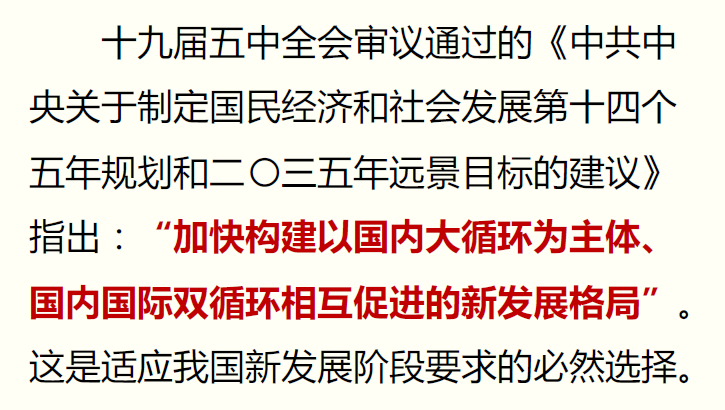 十九届五中全会审议通过的《中共中
央关于制定国民经济和社会发展第十四个
五年规划和二〇三五年远景目标的建议》
指出：“加快构建以国内大循环为主体、
国内国际双循环相互促进的新发展格局”。
这是适应我国新发展阶段要求的必然选择。